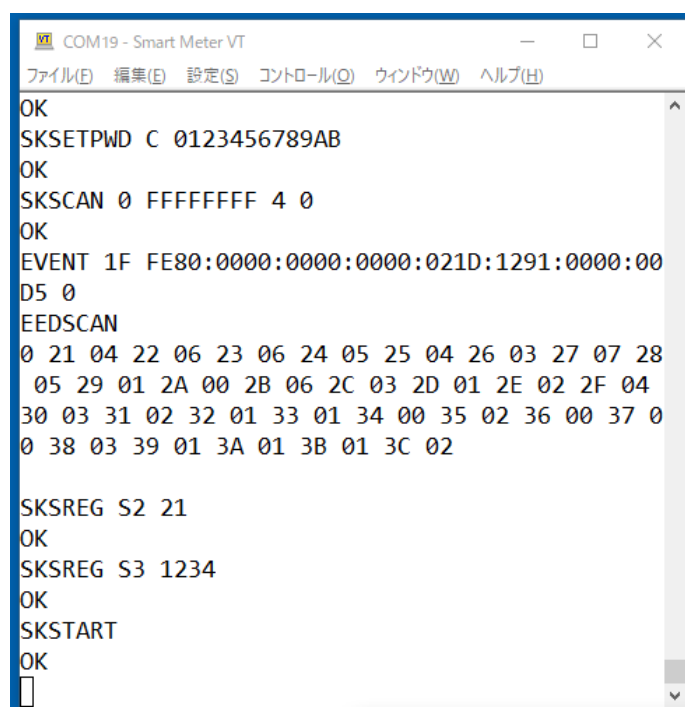 COM19 - Smart Meter VT
ファイル(F) 編集(E) 設定(S) コントロール(O) ウィンドウ(W) ヘルプ(H)
OK
SKSETPWD C 0123456789AB
OK
SKSCAN 0 FFFFFFFF 4 0
OK
EVENT 1F FE80:0000:0000:0000:021D:1291:0000:00
D5 0
EEDSCAN
0 21 04 22 06 23 06 24 05 25 04 26 03 27 07 28
 05 29 01 2A 00 2B 06 2C 03 2D 01 2E 02 2F 04
30 03 31 02 32 01 33 01 34 00 35 02 36 00 37 0
0 38 03 39 01 3A 01 3B 01 3C 02
SKSREG S2 21
OK
SKSREG S3 1234
OK
SKSTART
OK